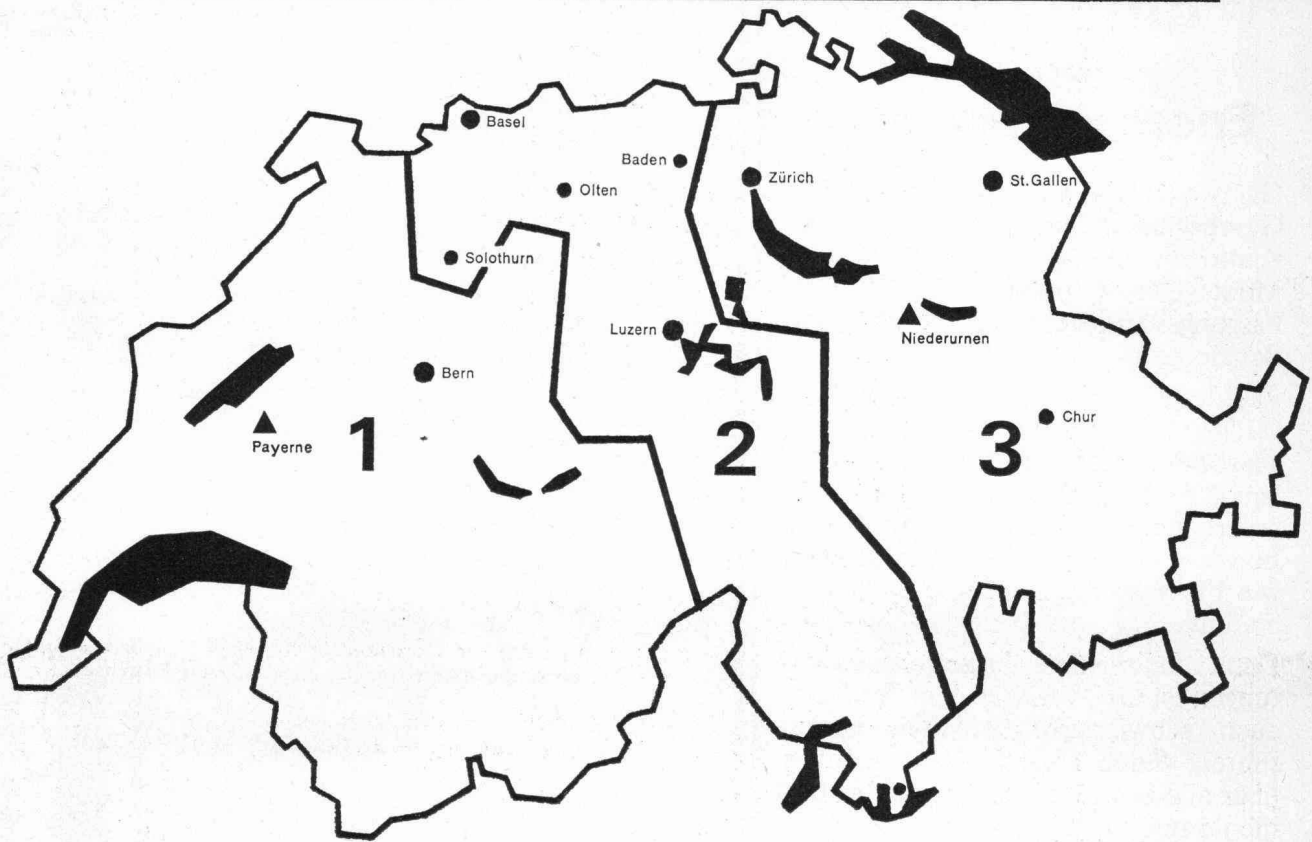 Basel
Baden
Zürich
Olten
St.Gallen
Solothurn
Luzern
Niederurnen
Bern
Chur
Payerne
1
2
3